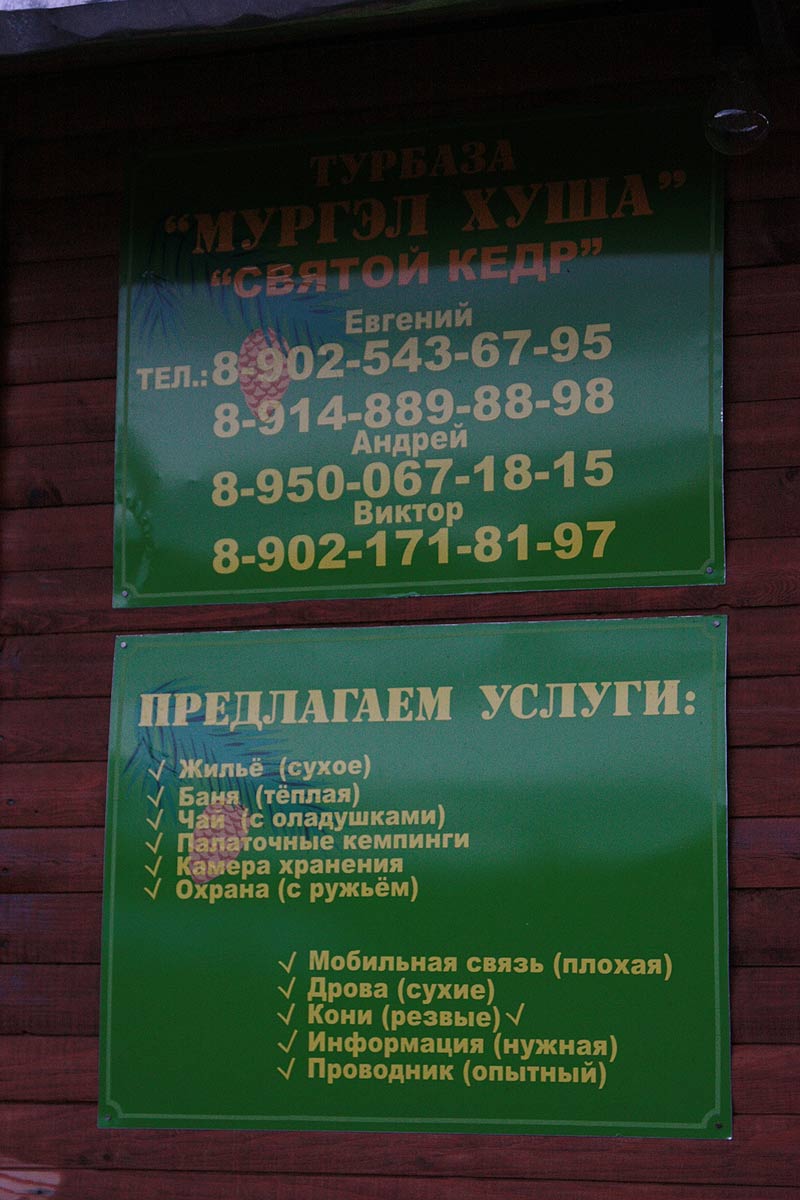 ТУРБАЗА
“МУРГЭЛ ХУША”
“СВЯТОЙ КЕДР”
Евгений
ТЕЛ.: 8-902-543-67-95
8-914-889-88-98
Андрей
8-950-067-18-15
Виктор
8-902-171-81-97
ПРЕДЛАГАЕМ УСЛУГИ:
√ Жильё (сухое)
√ Баня (тёплая)
√ Чай (с оладушками)
√ Палаточные кемпинги
√ Камера хранения
√ Охрана (с ружьём)
√ Мобильная связь (плохая)
√ Дрова (сухие)
√ Кони (резвые) √
√ Информация (нужная)
√ Проводник (опытный)